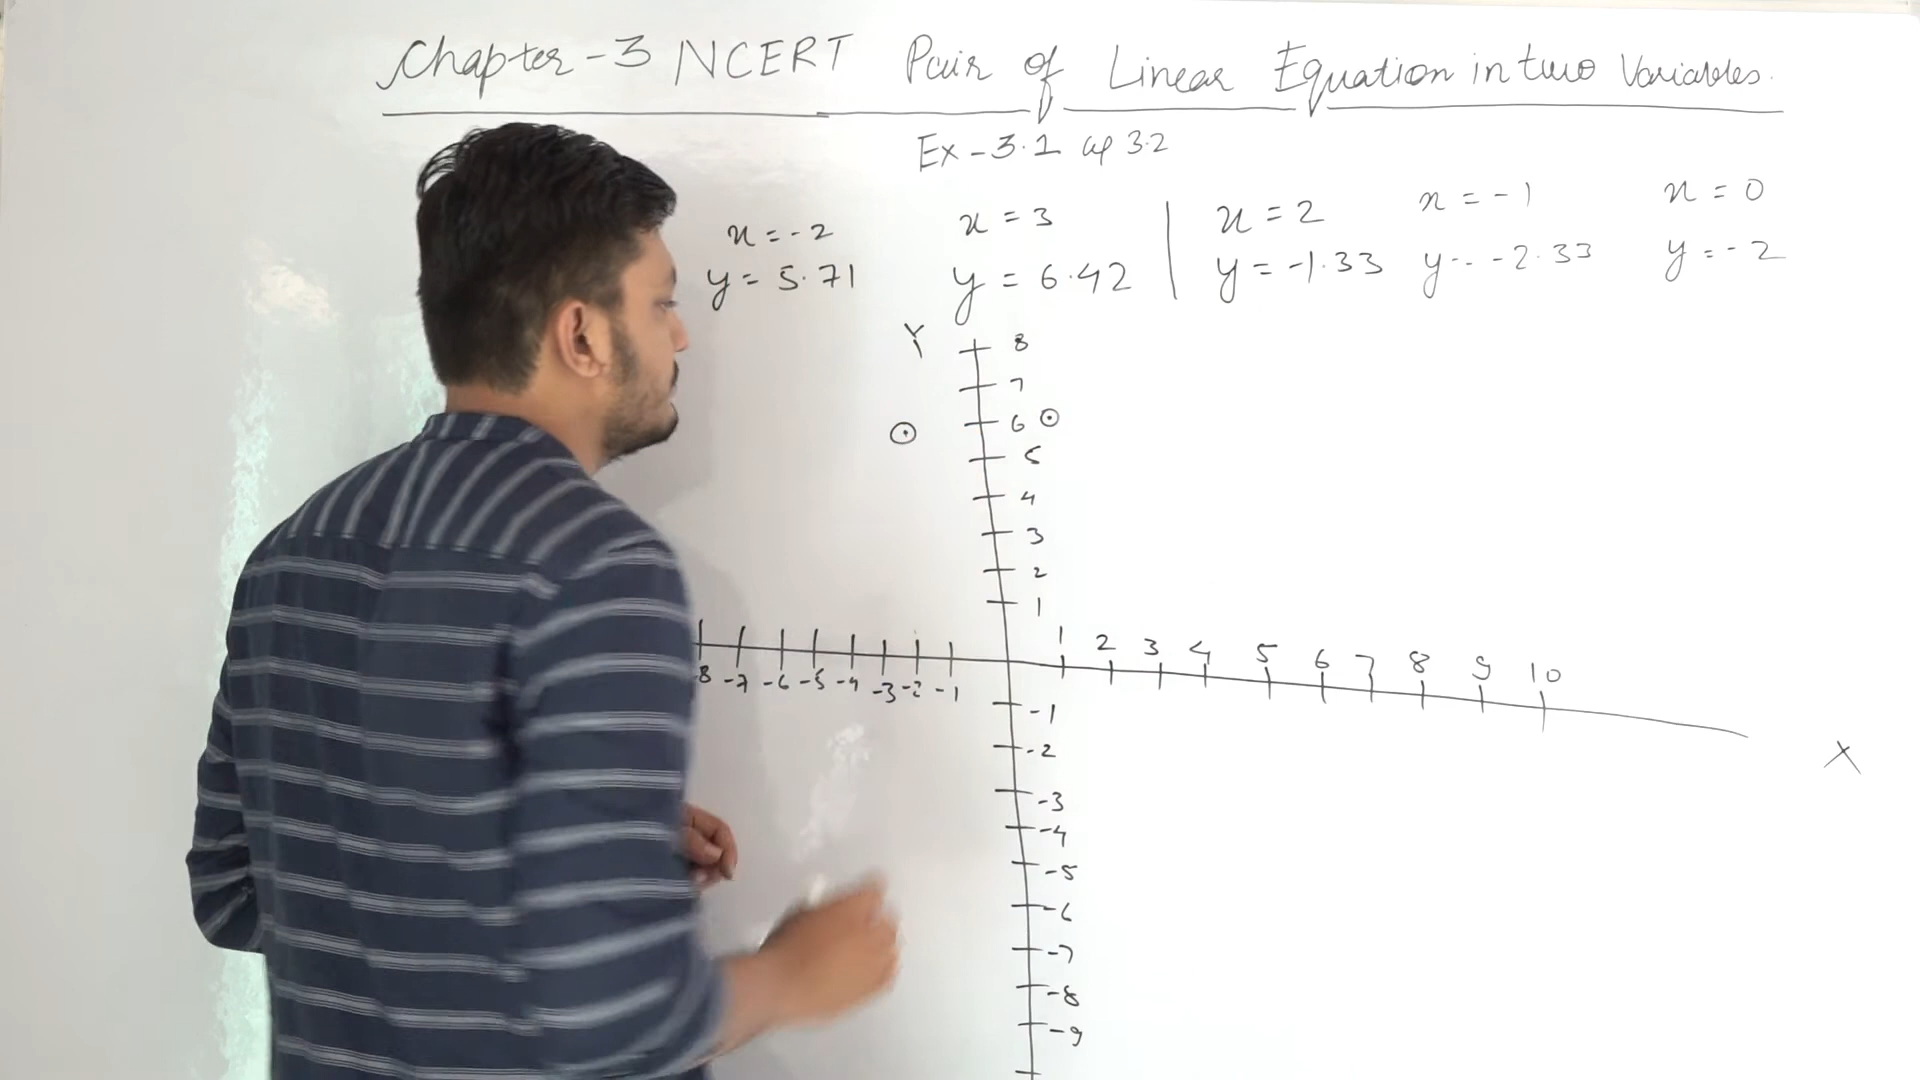 Chapter-3 NCERT Pair of Linear Equation in two Variables.
Ex-3.1 3.2
x=-2 x=3 x=2 x=-1 x=0
y=5.71 y=6.42 y=-1.33 y-- -2.33 y=-2
Y
8
7
6
5
4
3
2
1
1 2 3 4 5 6 7 8 9 10
-8 -7 -6 -5 -4 -3 -2 -1
X
-1
-2
-3
-4
-5
-6
-7
-8
-9